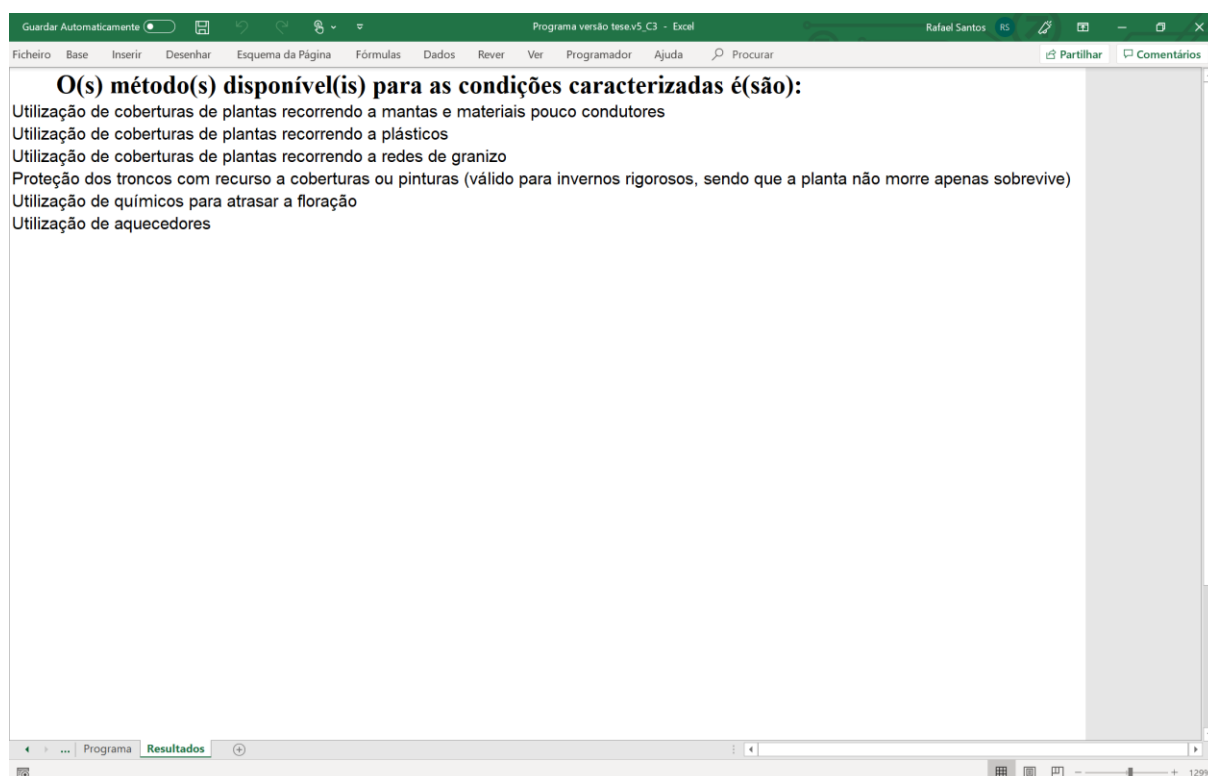 Guardar Automaticamente
Programa versão tese.v5_C3 - Excel
Rafael Santos RS
Ficheiro Base Inserir Desenhar Esquema da Página Fórmulas Dados Rever Ver Programador Ajuda Procurar Partilhar Comentários
O(s) método(s) disponível(is) para as condições caracterizadas é(são):
Utilização de coberturas de plantas recorrendo a mantas e materiais pouco condutores
Utilização de coberturas de plantas recorrendo a plásticos
Utilização de coberturas de plantas recorrendo a redes de granizo
Proteção dos troncos com recurso a coberturas ou pinturas (válido para invernos rigorosos, sendo que a planta não morre apenas sobrevive)
Utilização de químicos para atrasar a floração
Utilização de aquecedores
... Programa Resultados
129%